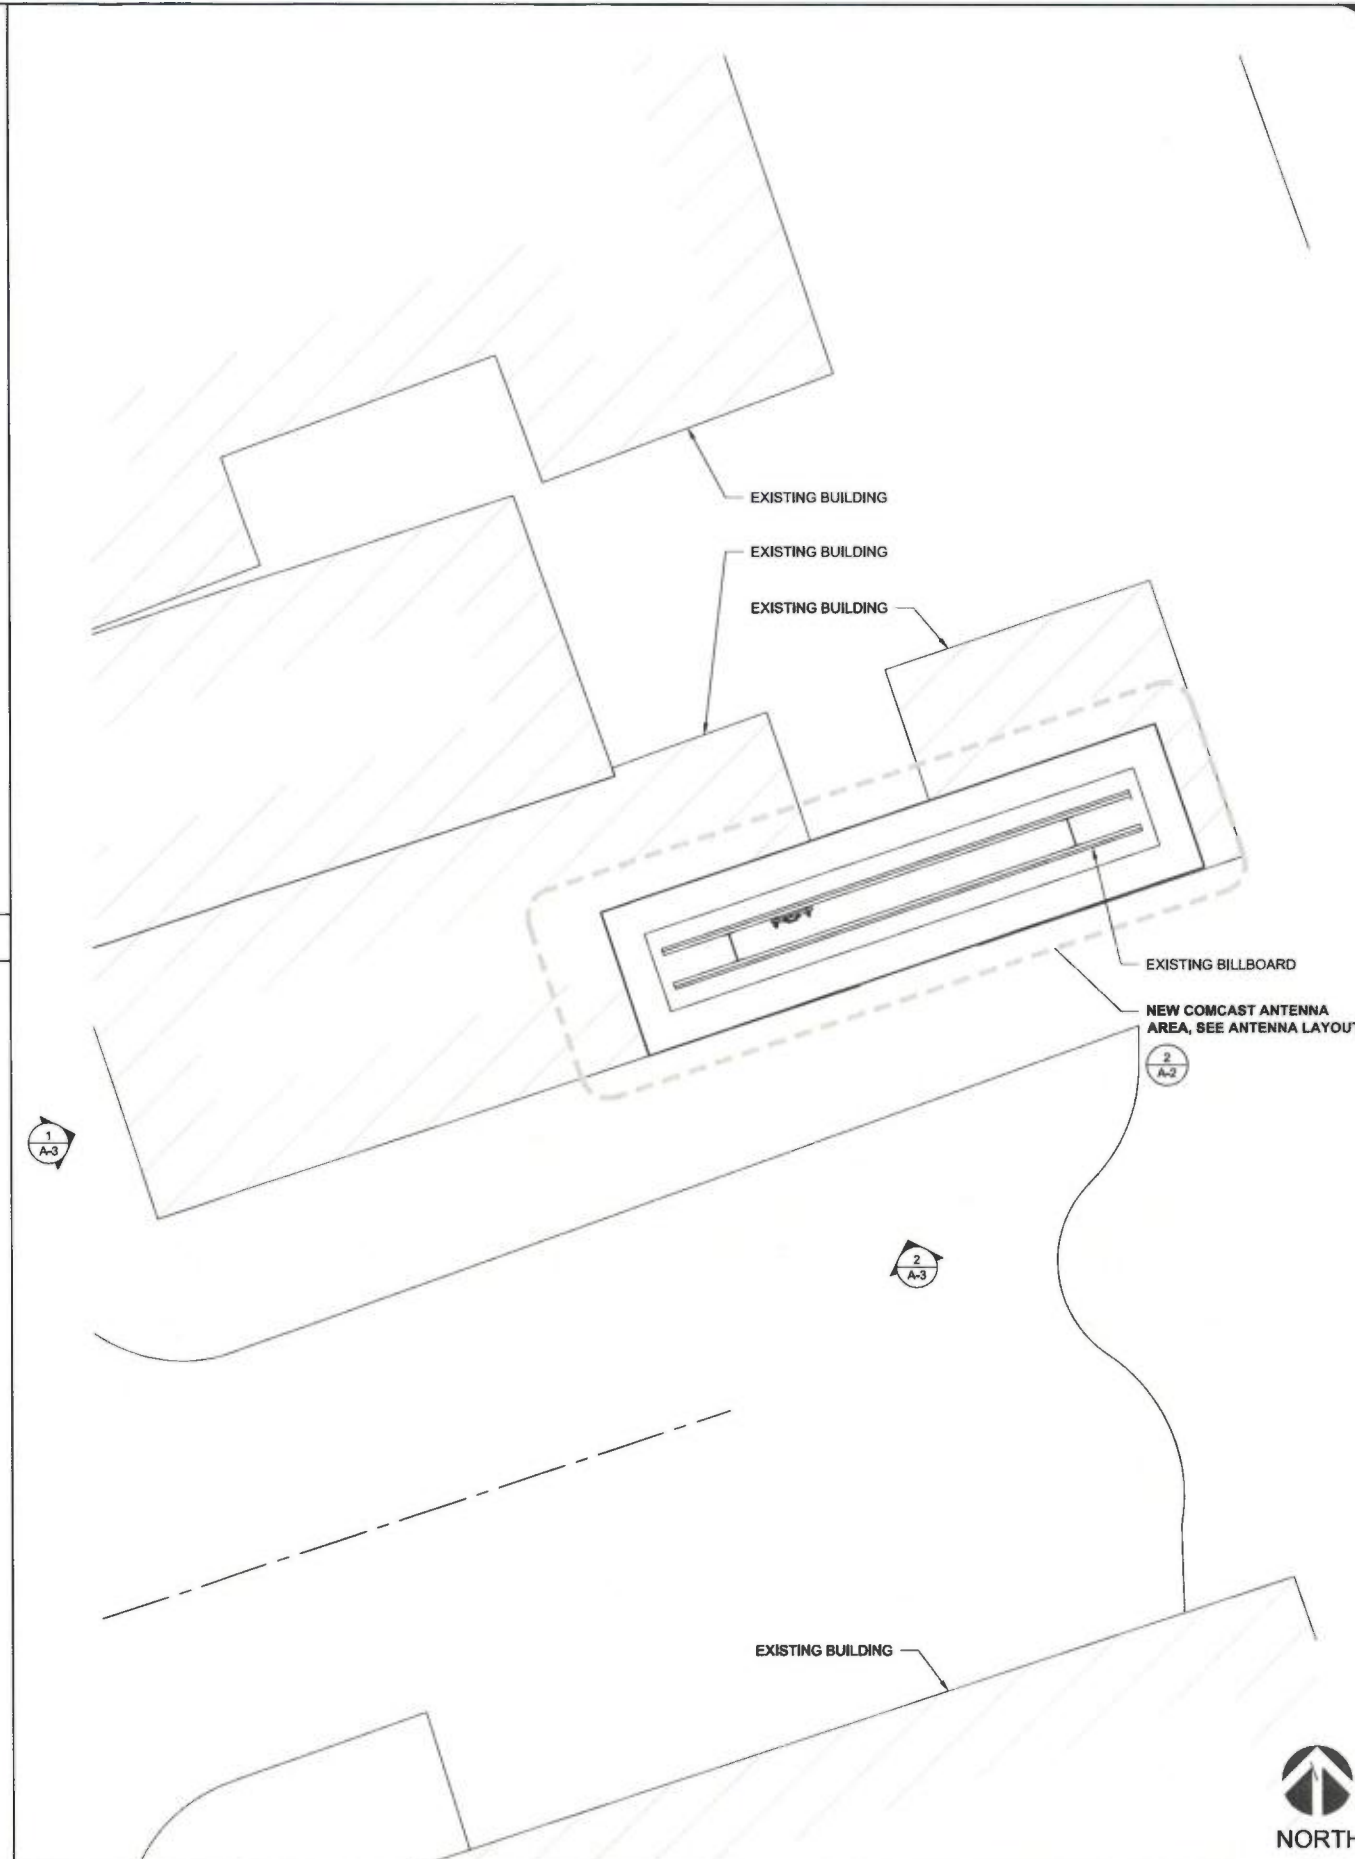 EXISTING BUILDING
EXISTING BUILDING
EXISTING BUILDING
EXISTING BILLBOARD
NEW COMCAST ANTENNA
AREA, SEE ANTENNA LAYOUT
2
A-2
1
A-3
2
A-3
EXISTING BUILDING
NORTH